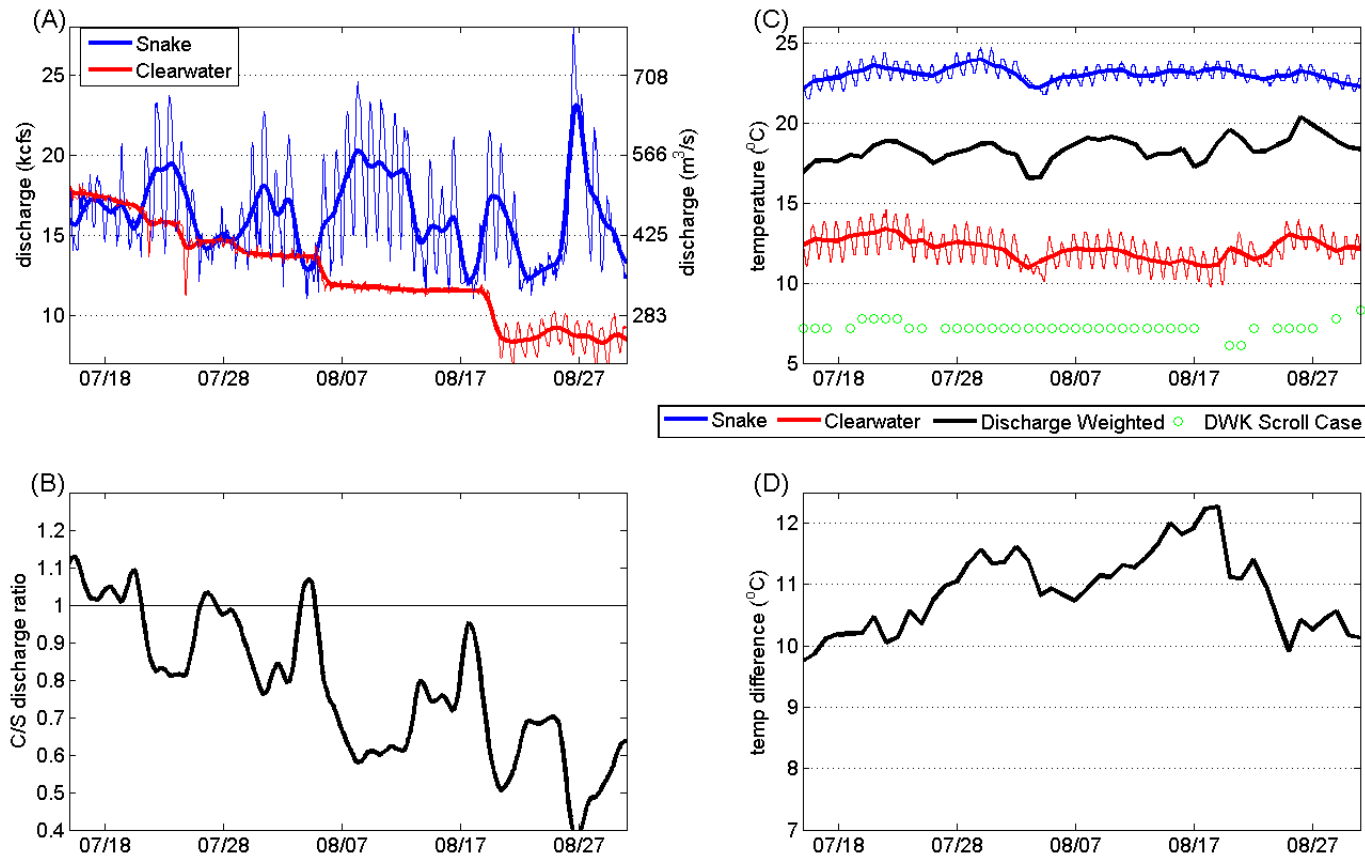 (A)
Snake
Clearwater
25
20
15
10
708
566
425
283
discharge (kcfs)
discharge (m³/s)
07/18 07/28 08/07 08/17 08/27
(C)
25
20
15
10
5
temperature (⁰C)
07/18 07/28 08/07 08/17 08/27
Snake Clearwater Discharge Weighted DWK Scroll Case
(B)
1.3
1.2
1.1
1
0.9
0.8
0.7
0.6
0.5
0.4
C/S discharge ratio
07/18 07/28 08/07 08/17 08/27
(D)
12
11
10
9
8
7
temp difference (⁰C)
07/18 07/28 08/07 08/17 08/27